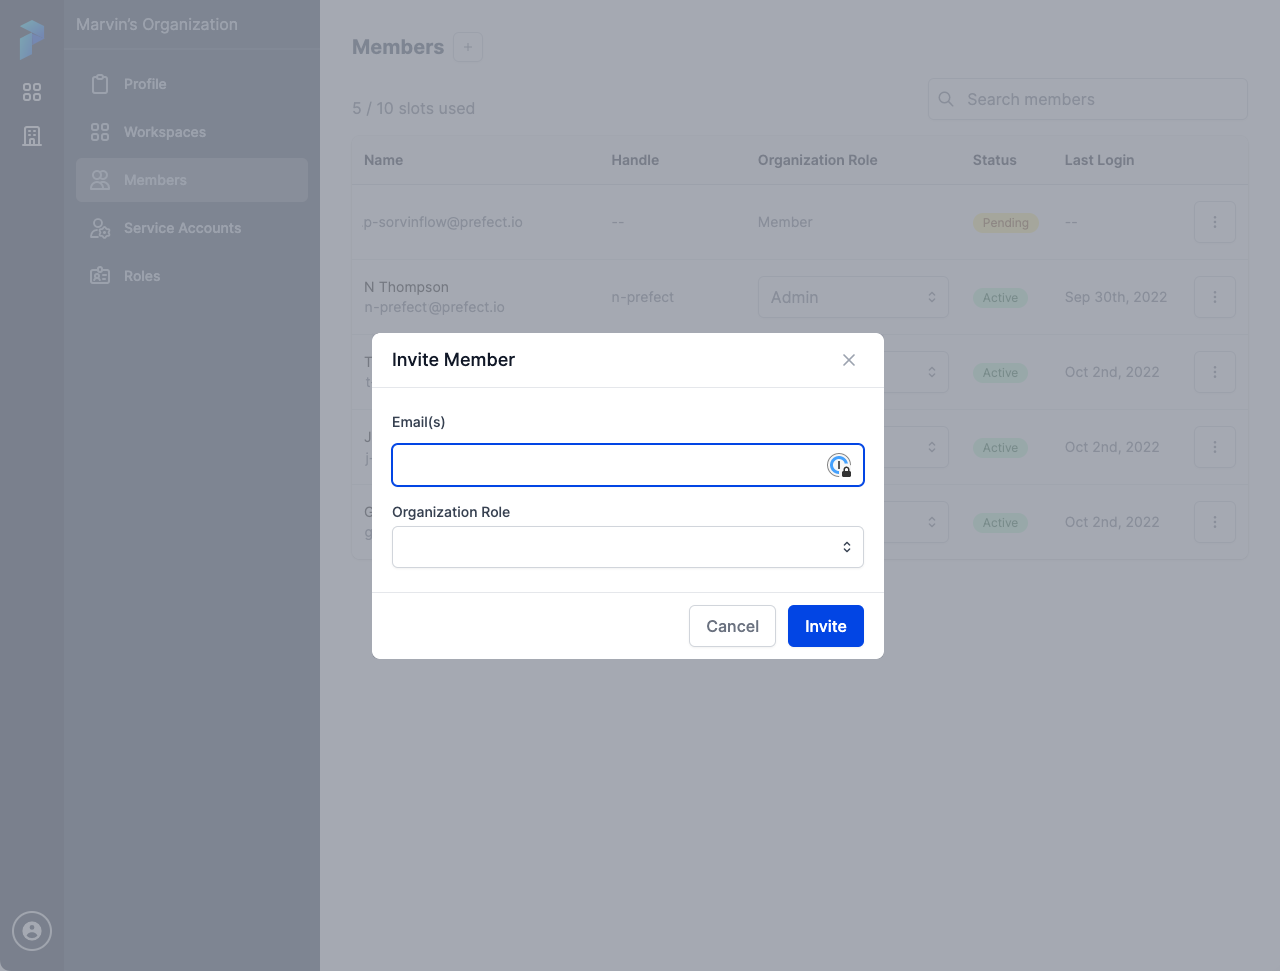 Marvin's Organization
Profile
Workspaces
Members
Service Accounts
Roles
Members
5 / 10 slots used
Search members
Name Handle Organization Role Status Last Login
p-sorvinflow@prefect.io -- Member Pending --
N Thompson
n-prefect@prefect.io n-prefect Admin Active Sep 30th, 2022
Active Oct 2nd, 2022
Active Oct 2nd, 2022
Active Oct 2nd, 2022
Invite Member
Email(s)
Organization Role
Cancel Invite